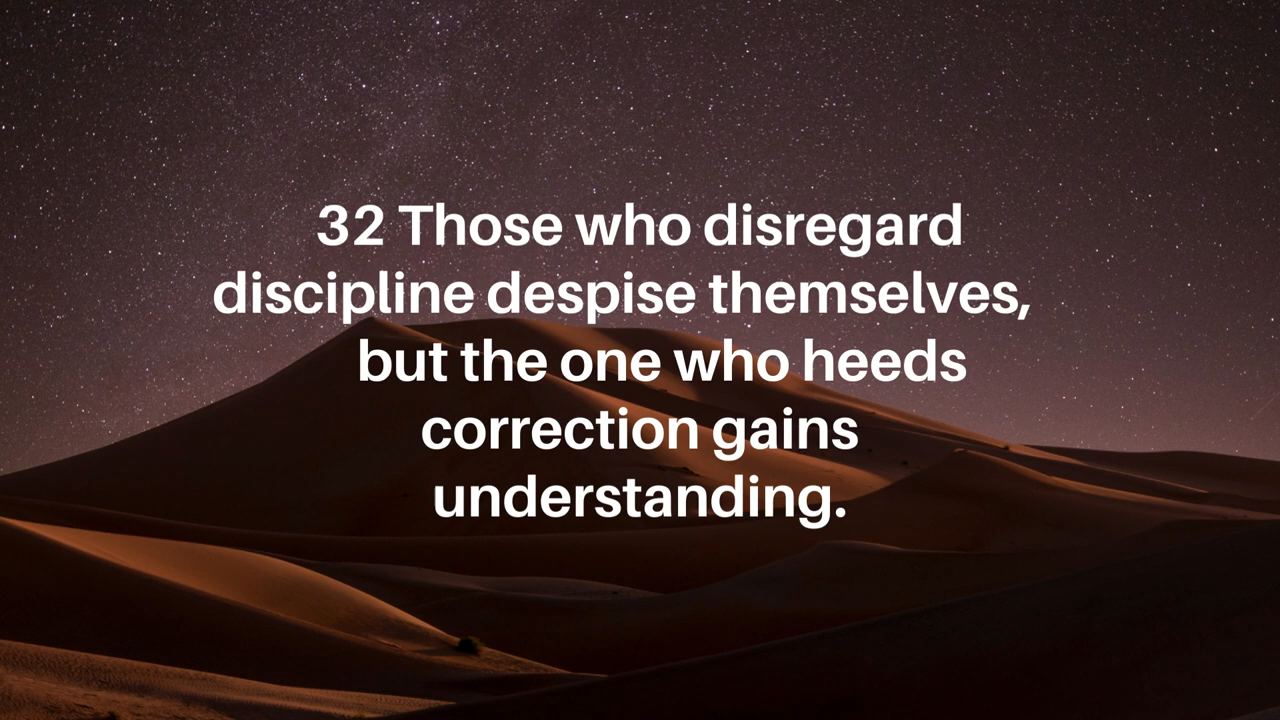 32 Those who disregard
discipline despise themselves,
but the one who heeds
correction gains
understanding.